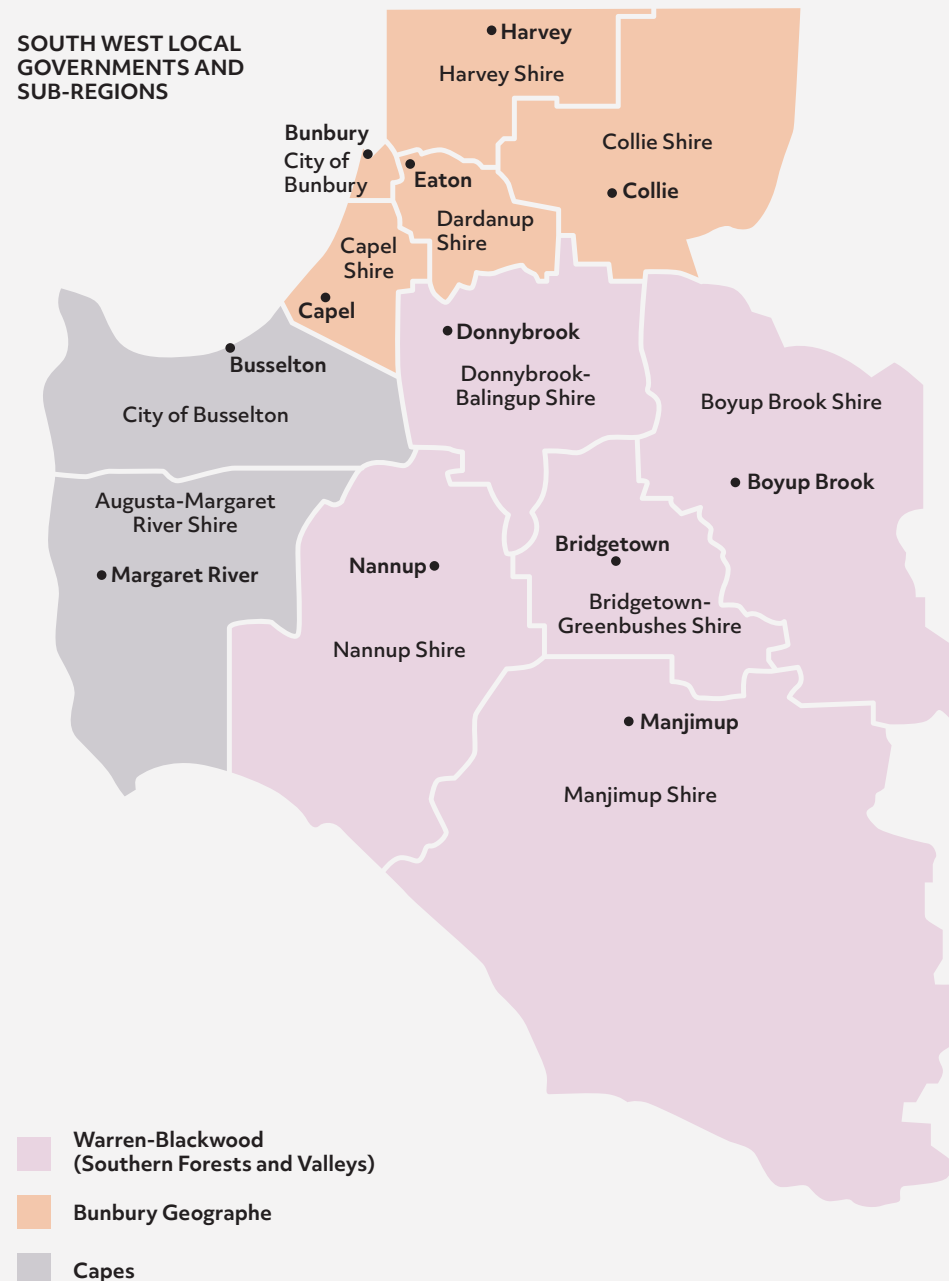 SOUTH WEST LOCAL
GOVERNMENTS AND
SUB-REGIONS
Harvey
Harvey Shire
Bunbury
City of
Bunbury
Eaton
Collie Shire
Collie
Dardanup
Shire
Capel
Shire
Capel
Busselton
City of Busselton
Donnybrook
Donnybrook-
Balingup Shire
Boyup Brook Shire
Boyup Brook
Augusta-Margaret
River Shire
Margaret River
Nannup
Nannup Shire
Bridgetown
Bridgetown-
Greenbushes Shire
Manjimup
Manjimup Shire
Warren-Blackwood
(Southern Forests and Valleys)
Bunbury Geographe
Capes